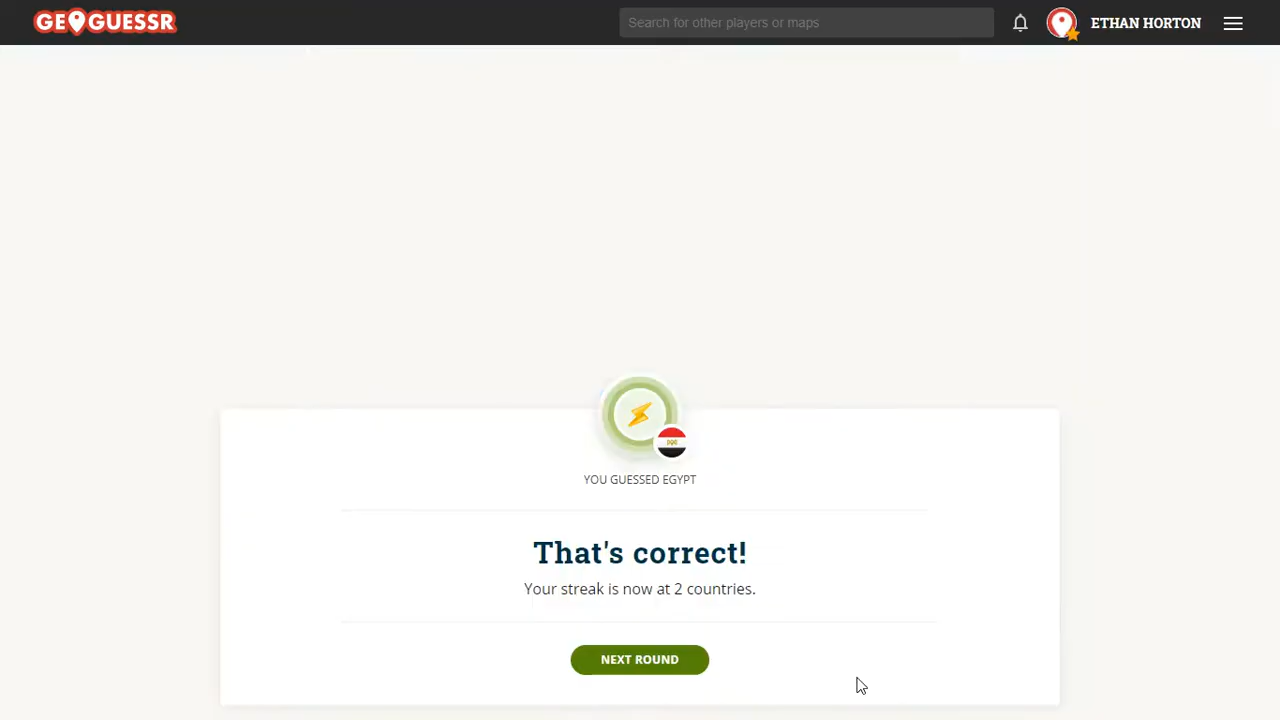 GEOGUESSR
Search for other players or maps
ETHAN HORTON
YOU GUESSED EGYPT
That's correct!
Your streak is now at 2 countries.
NEXT ROUND